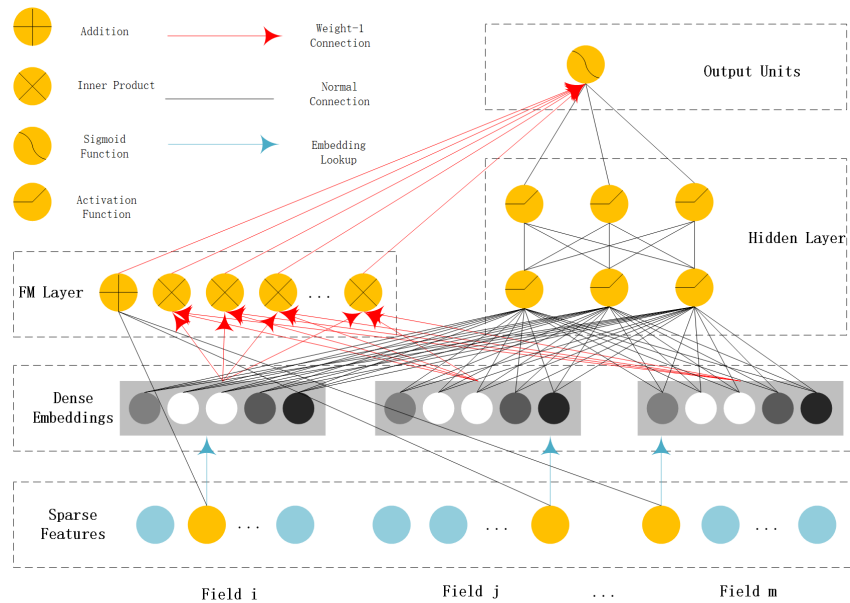 Addition
Weight-1
Connection
Inner Product
Normal
Connection
Sigmoid
Function
Embedding
Lookup
Activation
Function
Output Units
Hidden Layer
FM Layer
...
Dense
Embeddings
Sparse
Features
...
...
...
Field i
Field j
...
Field m